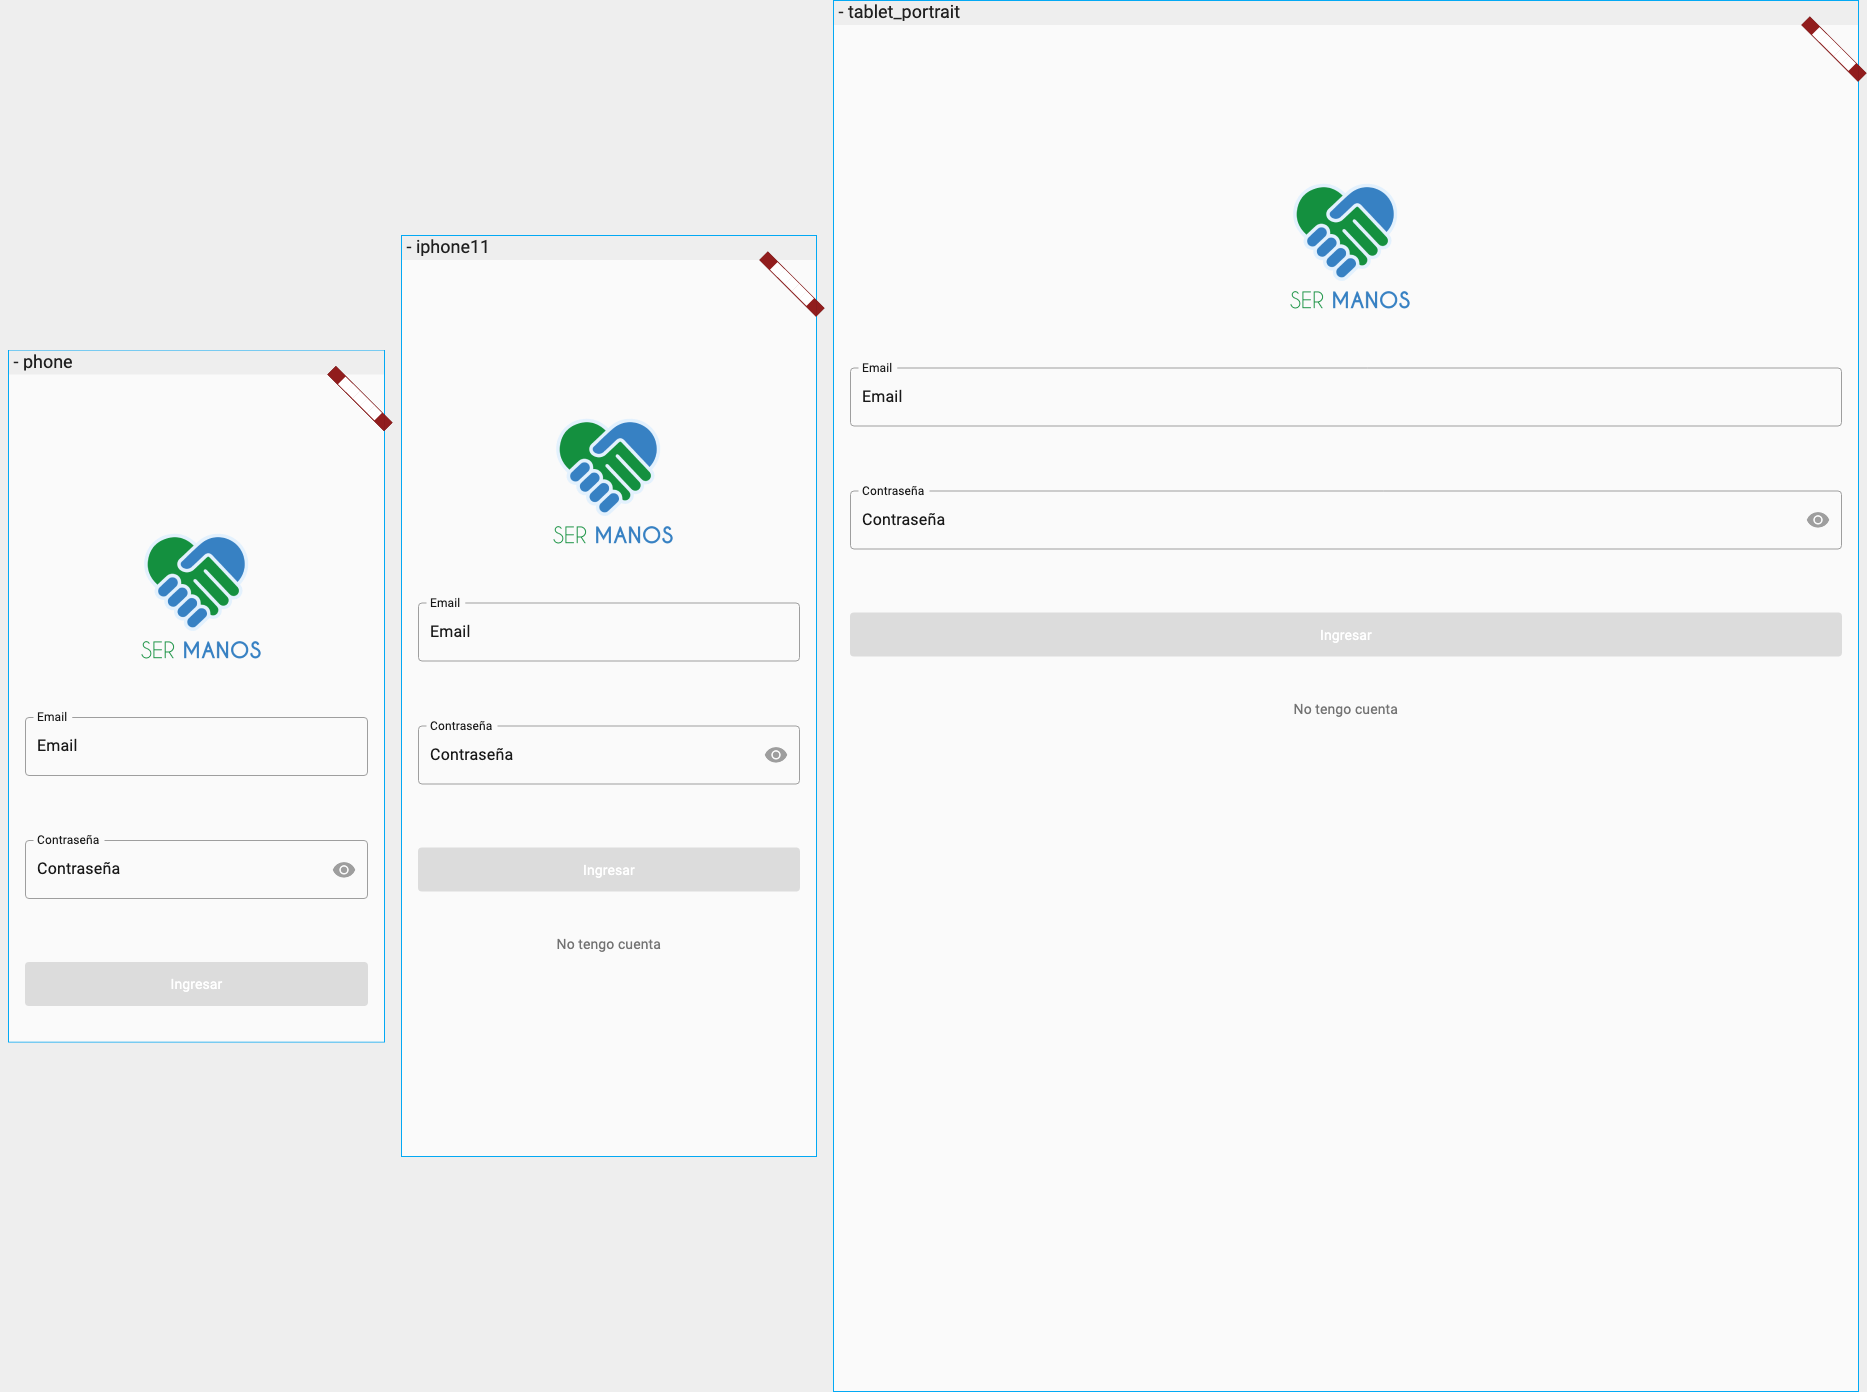 - phone
SER MANOS
Email
Email
Contraseña
Contraseña
Ingresar
- iphone11
SER MANOS
Email
Email
Contraseña
Contraseña
Ingresar
No tengo cuenta
- tablet_portrait
SER MANOS
Email
Email
Contraseña
Contraseña
Ingresar
No tengo cuenta